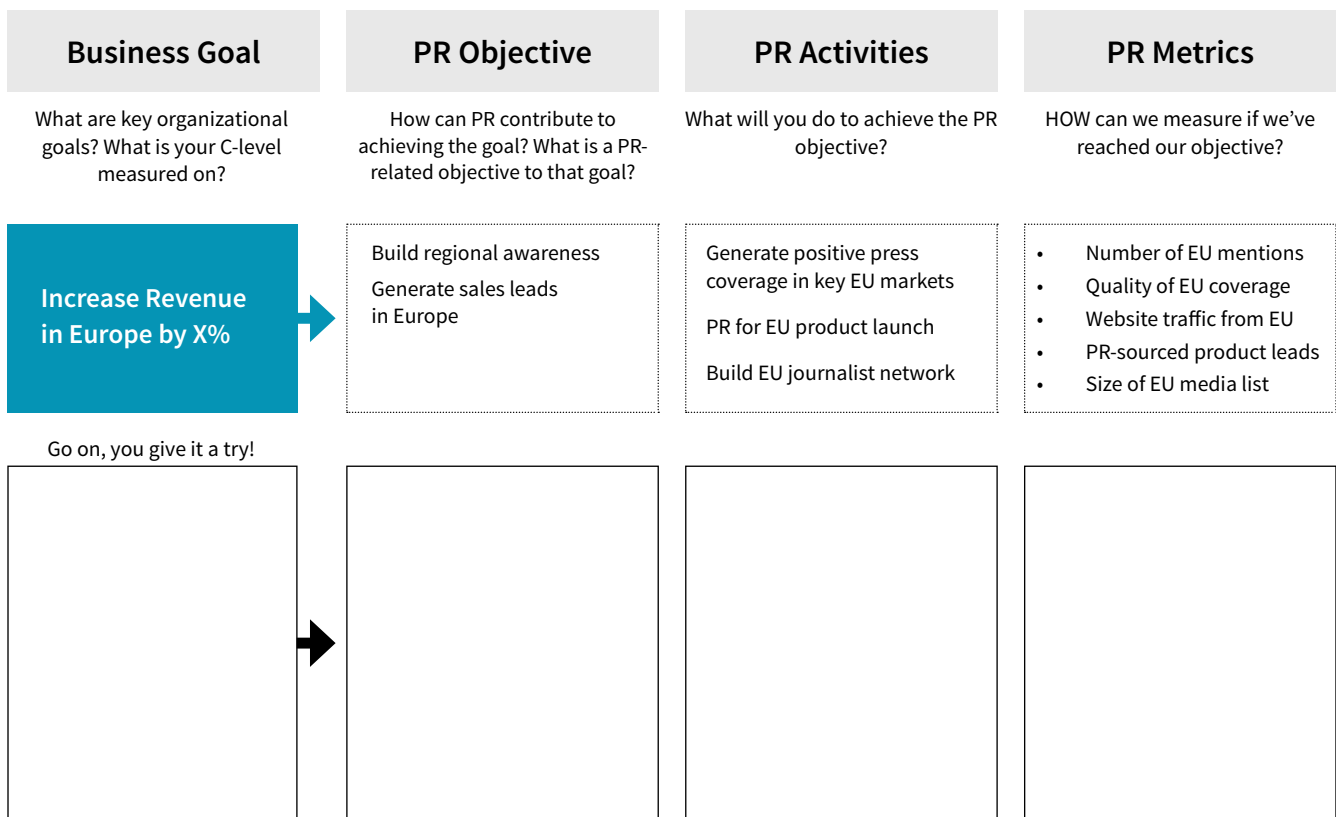 Business Goal
PR Objective
PR Activities
PR Metrics
What are key organizational
goals? What is your C-level
measured on?
How can PR contribute to
achieving the goal? What is a PR-
related objective to that goal?
What will you do to achieve the PR
objective?
HOW can we measure if we’ve
reached our objective?
Increase Revenue
in Europe by X%
Build regional awareness
Generate sales leads
in Europe
Generate positive press
coverage in key EU markets
PR for EU product launch
Build EU journalist network
• Number of EU mentions
• Quality of EU coverage
• Website traffic from EU
• PR-sourced product leads
• Size of EU media list
Go on, you give it a try!